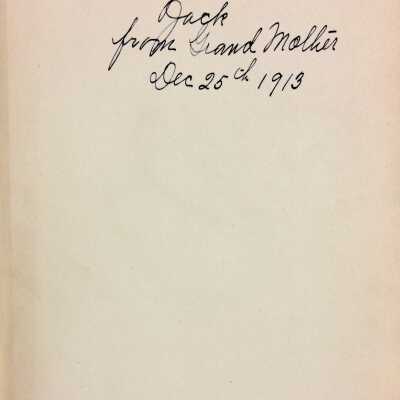 Jack
from Grand Mother
Dec 25th 1913